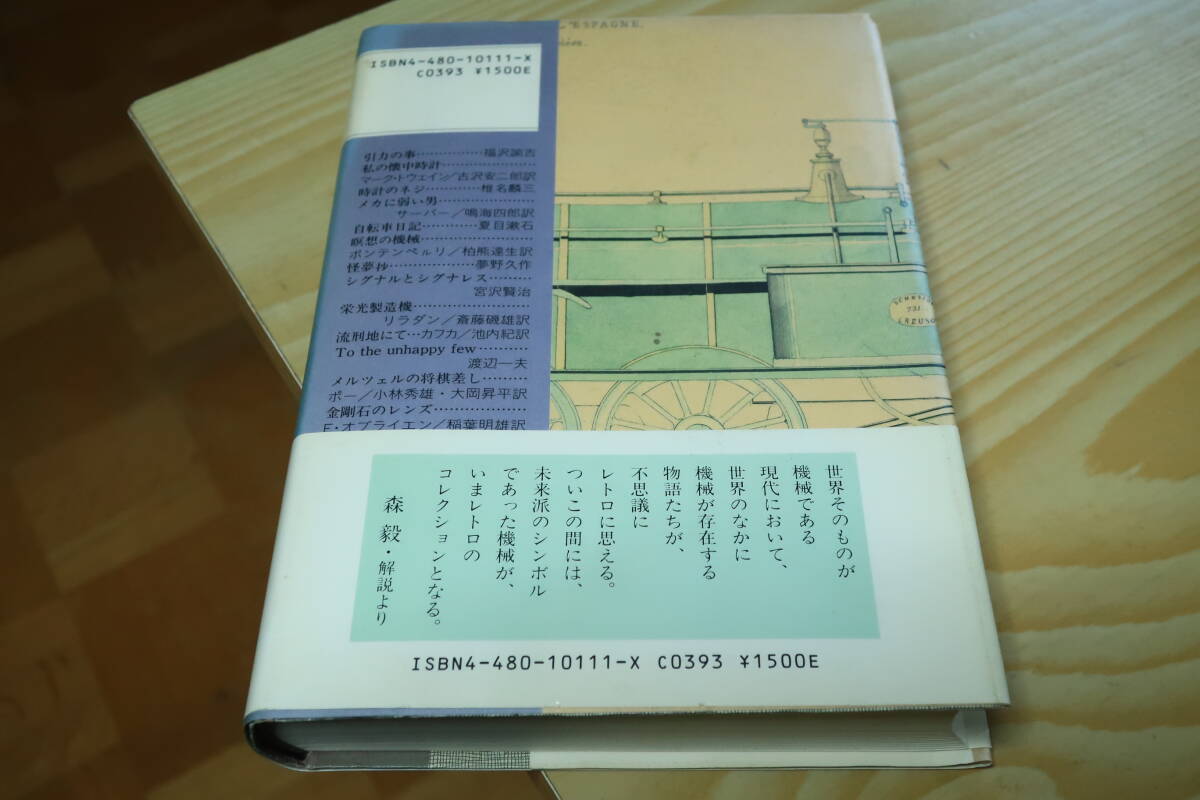 ESPAGNE.
ISBN4-480-10111-X
C0393 ¥1500E
引力の事……………福沢諭吉
私の懐中時計…………………
マーク・トウェイン/古沢安二郎訳
時計のネジ…………椎名麟三
メカに弱い男…………………
サーバー/鳴海四郎訳
自転車日記…………夏目漱石
瞑想の機械……………………
ボンテンペルリ/柏熊達生訳
怪夢抄………………夢野久作
シグナルとシグナレス………
宮沢賢治
栄光製造機……………………
リラダン/斎藤磯雄訳
流刑地にて…カフカ/池内紀訳
To the unhappy few…………
渡辺一夫
メルツェルの将棋差し………
ポー/小林秀雄・大岡昇平訳
金剛石のレンズ………………
F・オブライエン/稲葉明雄訳
SCHNEIDER
731
CREUSOT
世界そのものが
機械である
現代において、
世界のなかに
機械が存在する
物語たちが、
不思議に
レトロに思える。
ついこの間には、
未来派のシンボル
であった機械が、
いまレトロの
コレクションとなる。
森 毅・解説より
ISBN4-480-10111-X C0393 ¥1500E